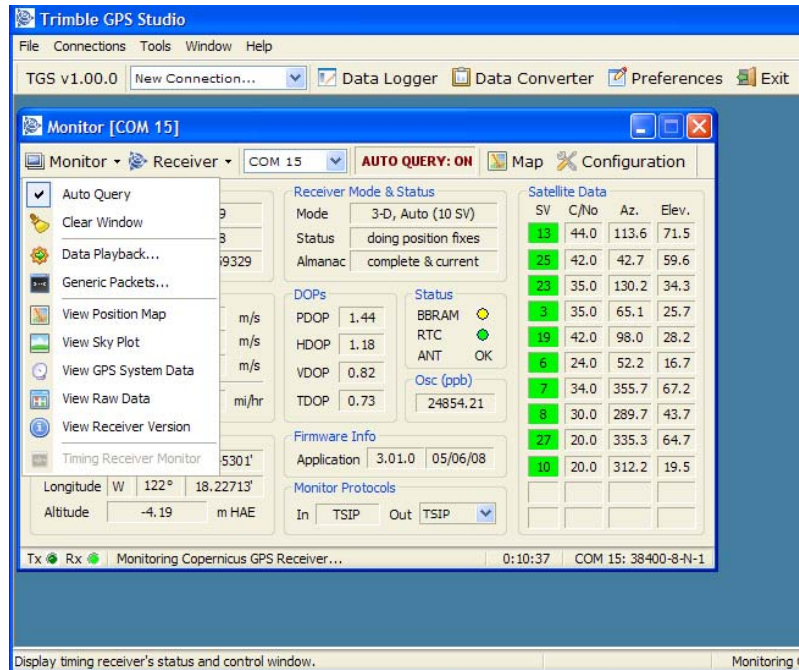 Trimble GPS Studio
File Connections Tools Window Help
TGS v1.00.0 New Connection... Data Logger Data Converter Preferences Exit
Monitor [COM 15]
Monitor Receiver COM 15 AUTO QUERY: ON Map Configuration
Auto Query
Clear Window
Data Playback...
Generic Packets...
View Position Map
View Sky Plot
View GPS System Data
View Raw Data
View Receiver Version
Timing Receiver Monitor
9
8
59329
m/s
m/s
m/s
mi/hr
5301'
Longitude W 122° 18.22713'
Altitude -4.19 m HAE
Receiver Mode & Status
Mode 3-D, Auto (10 SV)
Status doing position fixes
Almanac complete & current
DOPs
PDOP 1.44
HDOP 1.18
VDOP 0.82
TDOP 0.73
Status
BBRAM
RTC
ANT OK
Osc (ppb)
24854.21
Firmware Info
Application 3.01.0 05/06/08
Monitor Protocols
In TSIP Out TSIP
Satellite Data
SV C/No Az. Elev.
13 44.0 113.6 71.5
25 42.0 42.7 59.6
23 35.0 130.2 34.3
3 35.0 65.1 25.7
19 42.0 98.0 28.2
6 24.0 52.2 16.7
7 34.0 355.7 67.2
8 30.0 289.7 43.7
27 20.0 335.3 64.7
10 20.0 312.2 19.5
Tx Rx Monitoring Copernicus GPS Receiver... 0:10:37 COM 15: 38400-8-N-1
Display timing receiver's status and control window. Monitoring